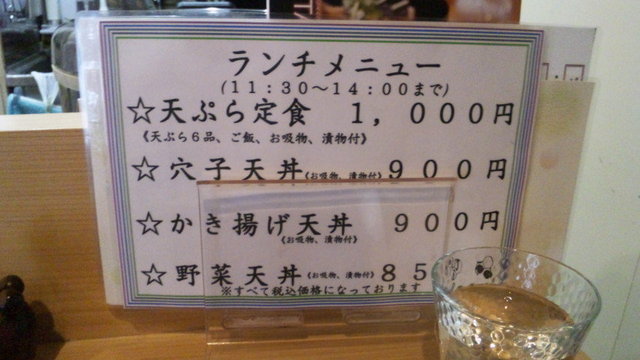 ランチメニュー
(11:30～14:00まで)
☆天ぷら定食 1,000円
《天ぷら6品、ご飯、お吸物、漬物付》
☆穴子天丼(お吸物、漬物付) 900円
☆かき揚げ天丼 900円
《お吸物、漬物付》
☆野菜天丼(お吸物、漬物付) 85
※すべて税込価格になっております